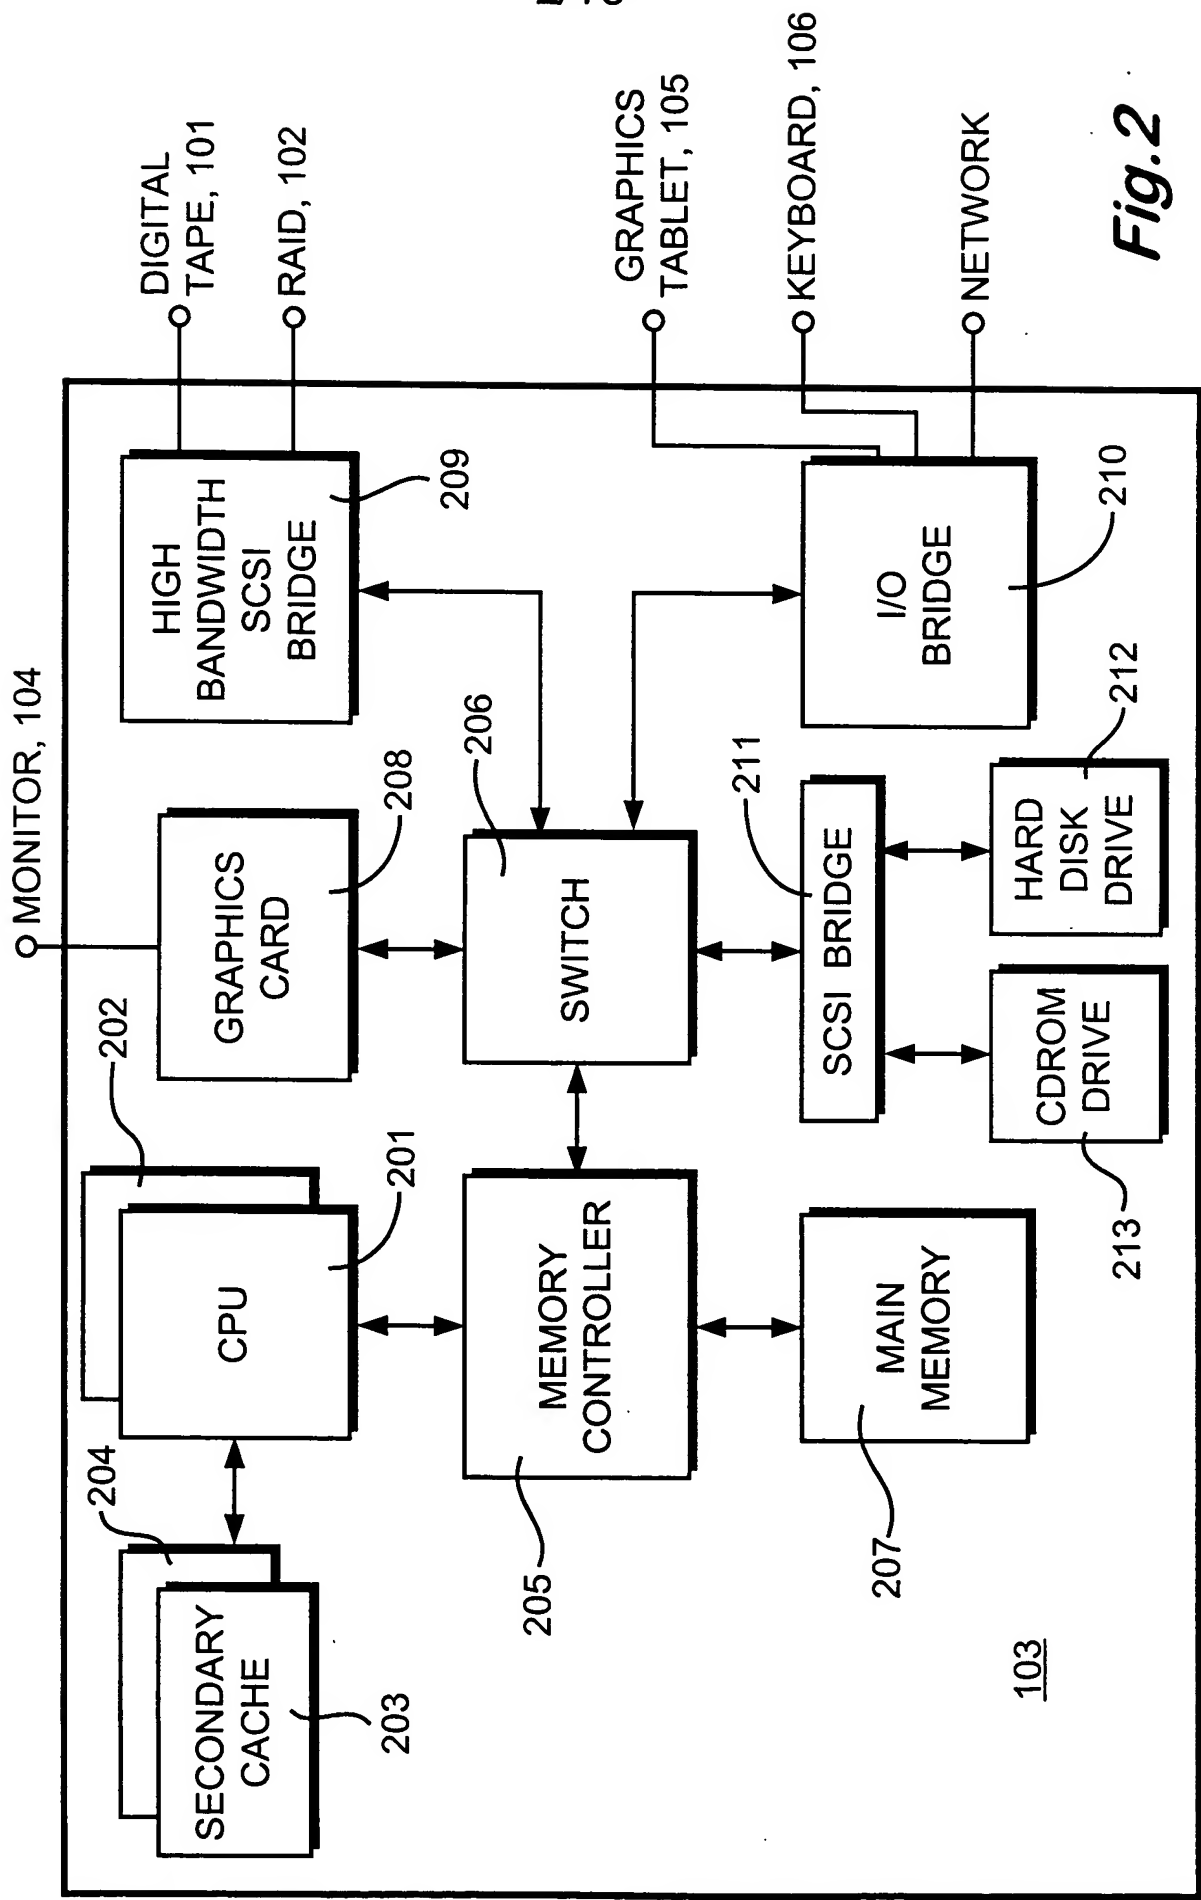 MONITOR, 104
202
204
SECONDARY
CACHE
203
CPU
201
GRAPHICS
CARD
208
HIGH
BANDWIDTH
SCSI
BRIDGE
209
DIGITAL
TAPE, 101
RAID, 102
205
MEMORY
CONTROLLER
SWITCH
206
GRAPHICS
TABLET, 105
207
MAIN
MEMORY
SCSI BRIDGE
211
I/O
BRIDGE
210
KEYBOARD, 106
NETWORK
103
213
CDROM
DRIVE
HARD
DISK
DRIVE
212
Fig.2